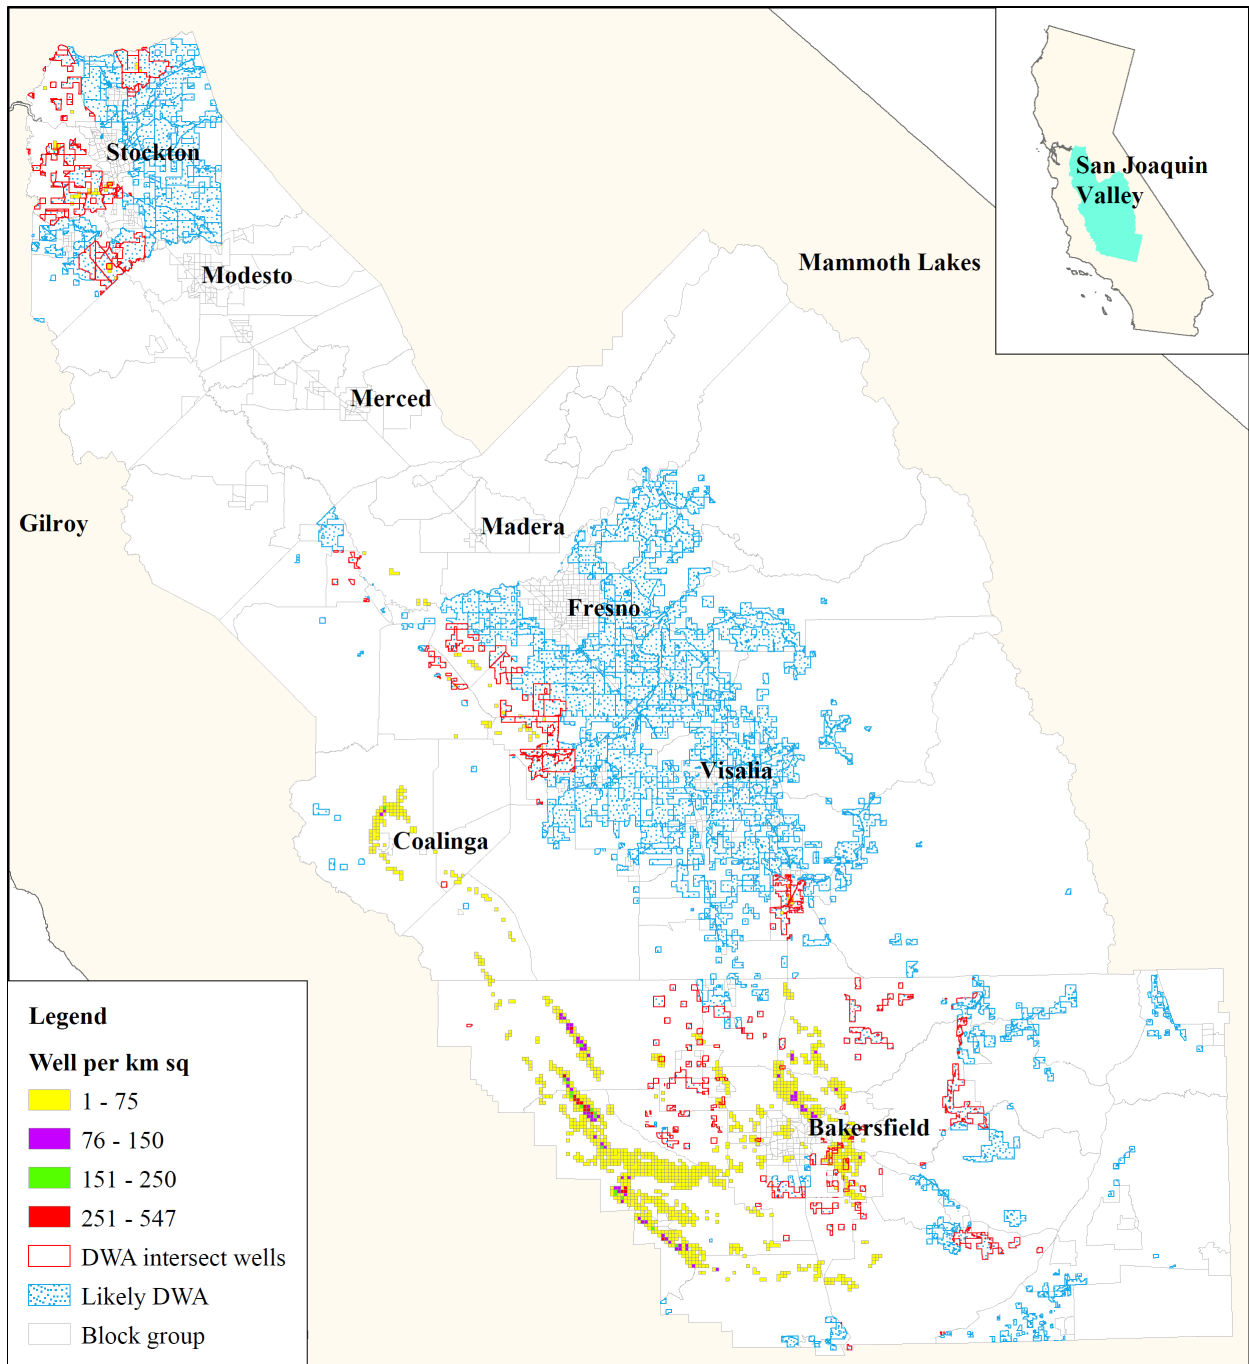 Stockton
San Joaquin
Valley
Modesto
Mammoth Lakes
Merced
Gilroy
Madera
Fresno
Visalia
Coalinga
Bakersfield
Legend
Well per km sq
1 - 75
76 - 150
151 - 250
251 - 547
DWA intersect wells
Likely DWA
Block group